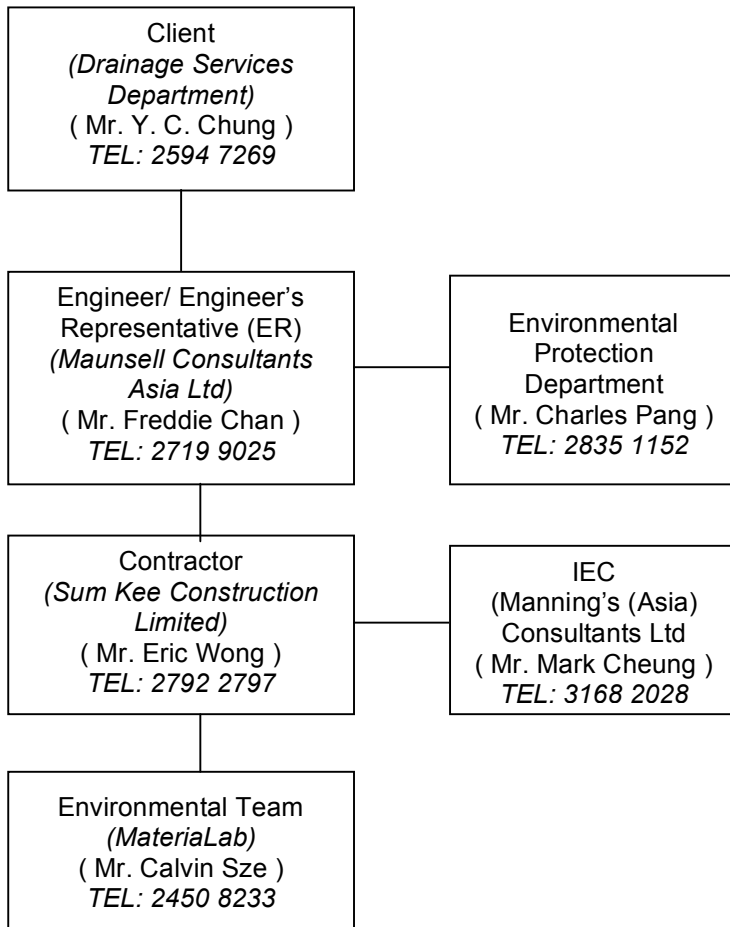 Client
(Drainage Services
Department)
( Mr. Y. C. Chung )
TEL: 2594 7269
Engineer/ Engineer's
Representative (ER)
(Maunsell Consultants
Asia Ltd)
( Mr. Freddie Chan )
TEL: 2719 9025
Environmental
Protection
Department
( Mr. Charles Pang )
TEL: 2835 1152
Contractor
(Sum Kee Construction
Limited)
( Mr. Eric Wong )
TEL: 2792 2797
IEC
(Manning's (Asia)
Consultants Ltd
( Mr. Mark Cheung )
TEL: 3168 2028
Environmental Team
(MateriaLab)
( Mr. Calvin Sze )
TEL: 2450 8233